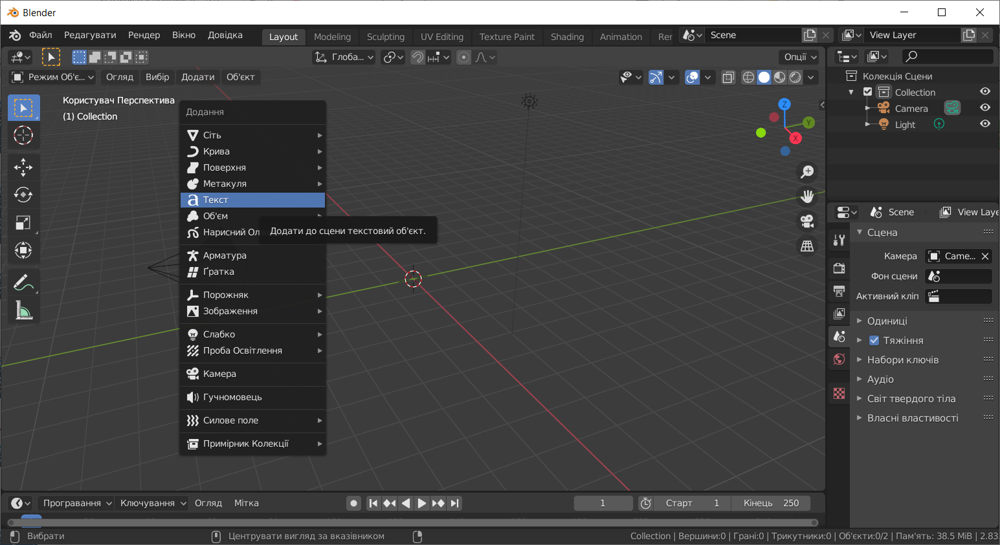 Blender
Файл Редагувати Рендер Вікно Довідка Layout Modeling Sculpting UV Editing Texture Paint Shading Animation Re Scene View Layer
Глоба... Опції
Режим Об'є... Огляд Вибір Додати Об'єкт
Користувач Перспектива
(1) Collection
Додання
Сіть
Крива
Поверхня
Метакуля
Текст
Об'єм
Нарисний Ол
Додати до сцени текстовий об'єкт.
Арматура
Ґратка
Порожняк
Зображення
Слабко
Проба Освітлення
Камера
Гучномовець
Силове поле
Примірник Колекції
Z
Y
X
Колекція Сцени
Collection
Camera
Light
Scene View Laye
Сцена
Камера Came...
Фон сцени
Активний кліп
Одиниці
Тяжіння
Набори ключів
Аудіо
Світ твердого тіла
Власні властивості
Програвання Ключування Огляд Мітка 1 Старт 1 Кінець 250
Вибрати Центрувати вигляд за вказівником Collection | Вершини:0 | Грані:0 | Трикутники:0 | Об'єкти:0/2 | Пам'ять: 38.5 MiB | 2.83